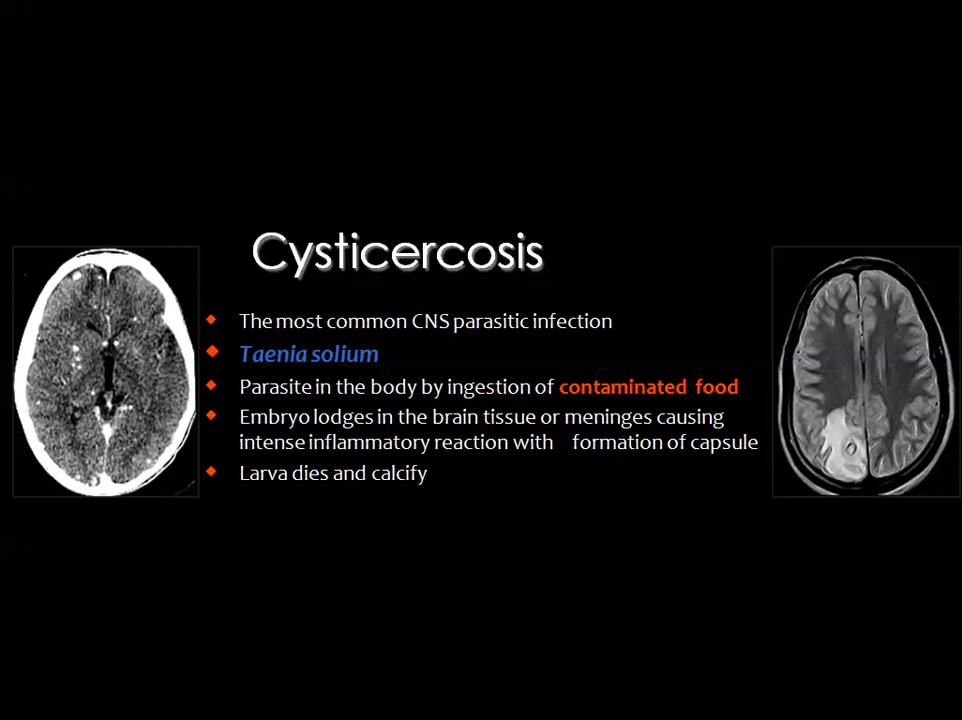 Cysticercosis
The most common CNS parasitic infection
Taenia solium
Parasite in the body by ingestion of contaminated food
Embryo lodges in the brain tissue or meninges causing
intense inflammatory reaction with formation of capsule
Larva dies and calcify